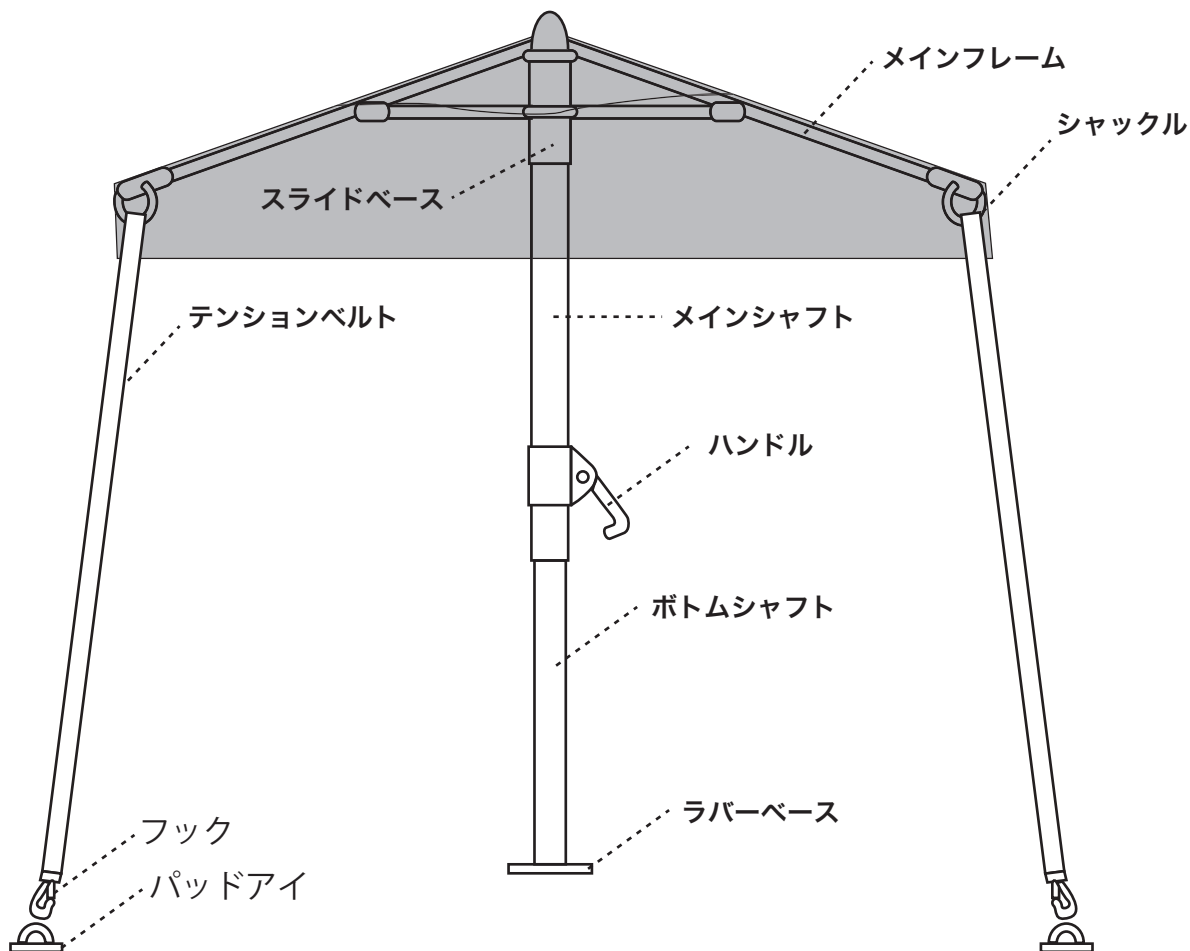 メインフレーム
シャックル
スライドベース
テンションベルト
メインシャフト
ハンドル
ボトムシャフト
ラバーベース
フック
パッドアイ